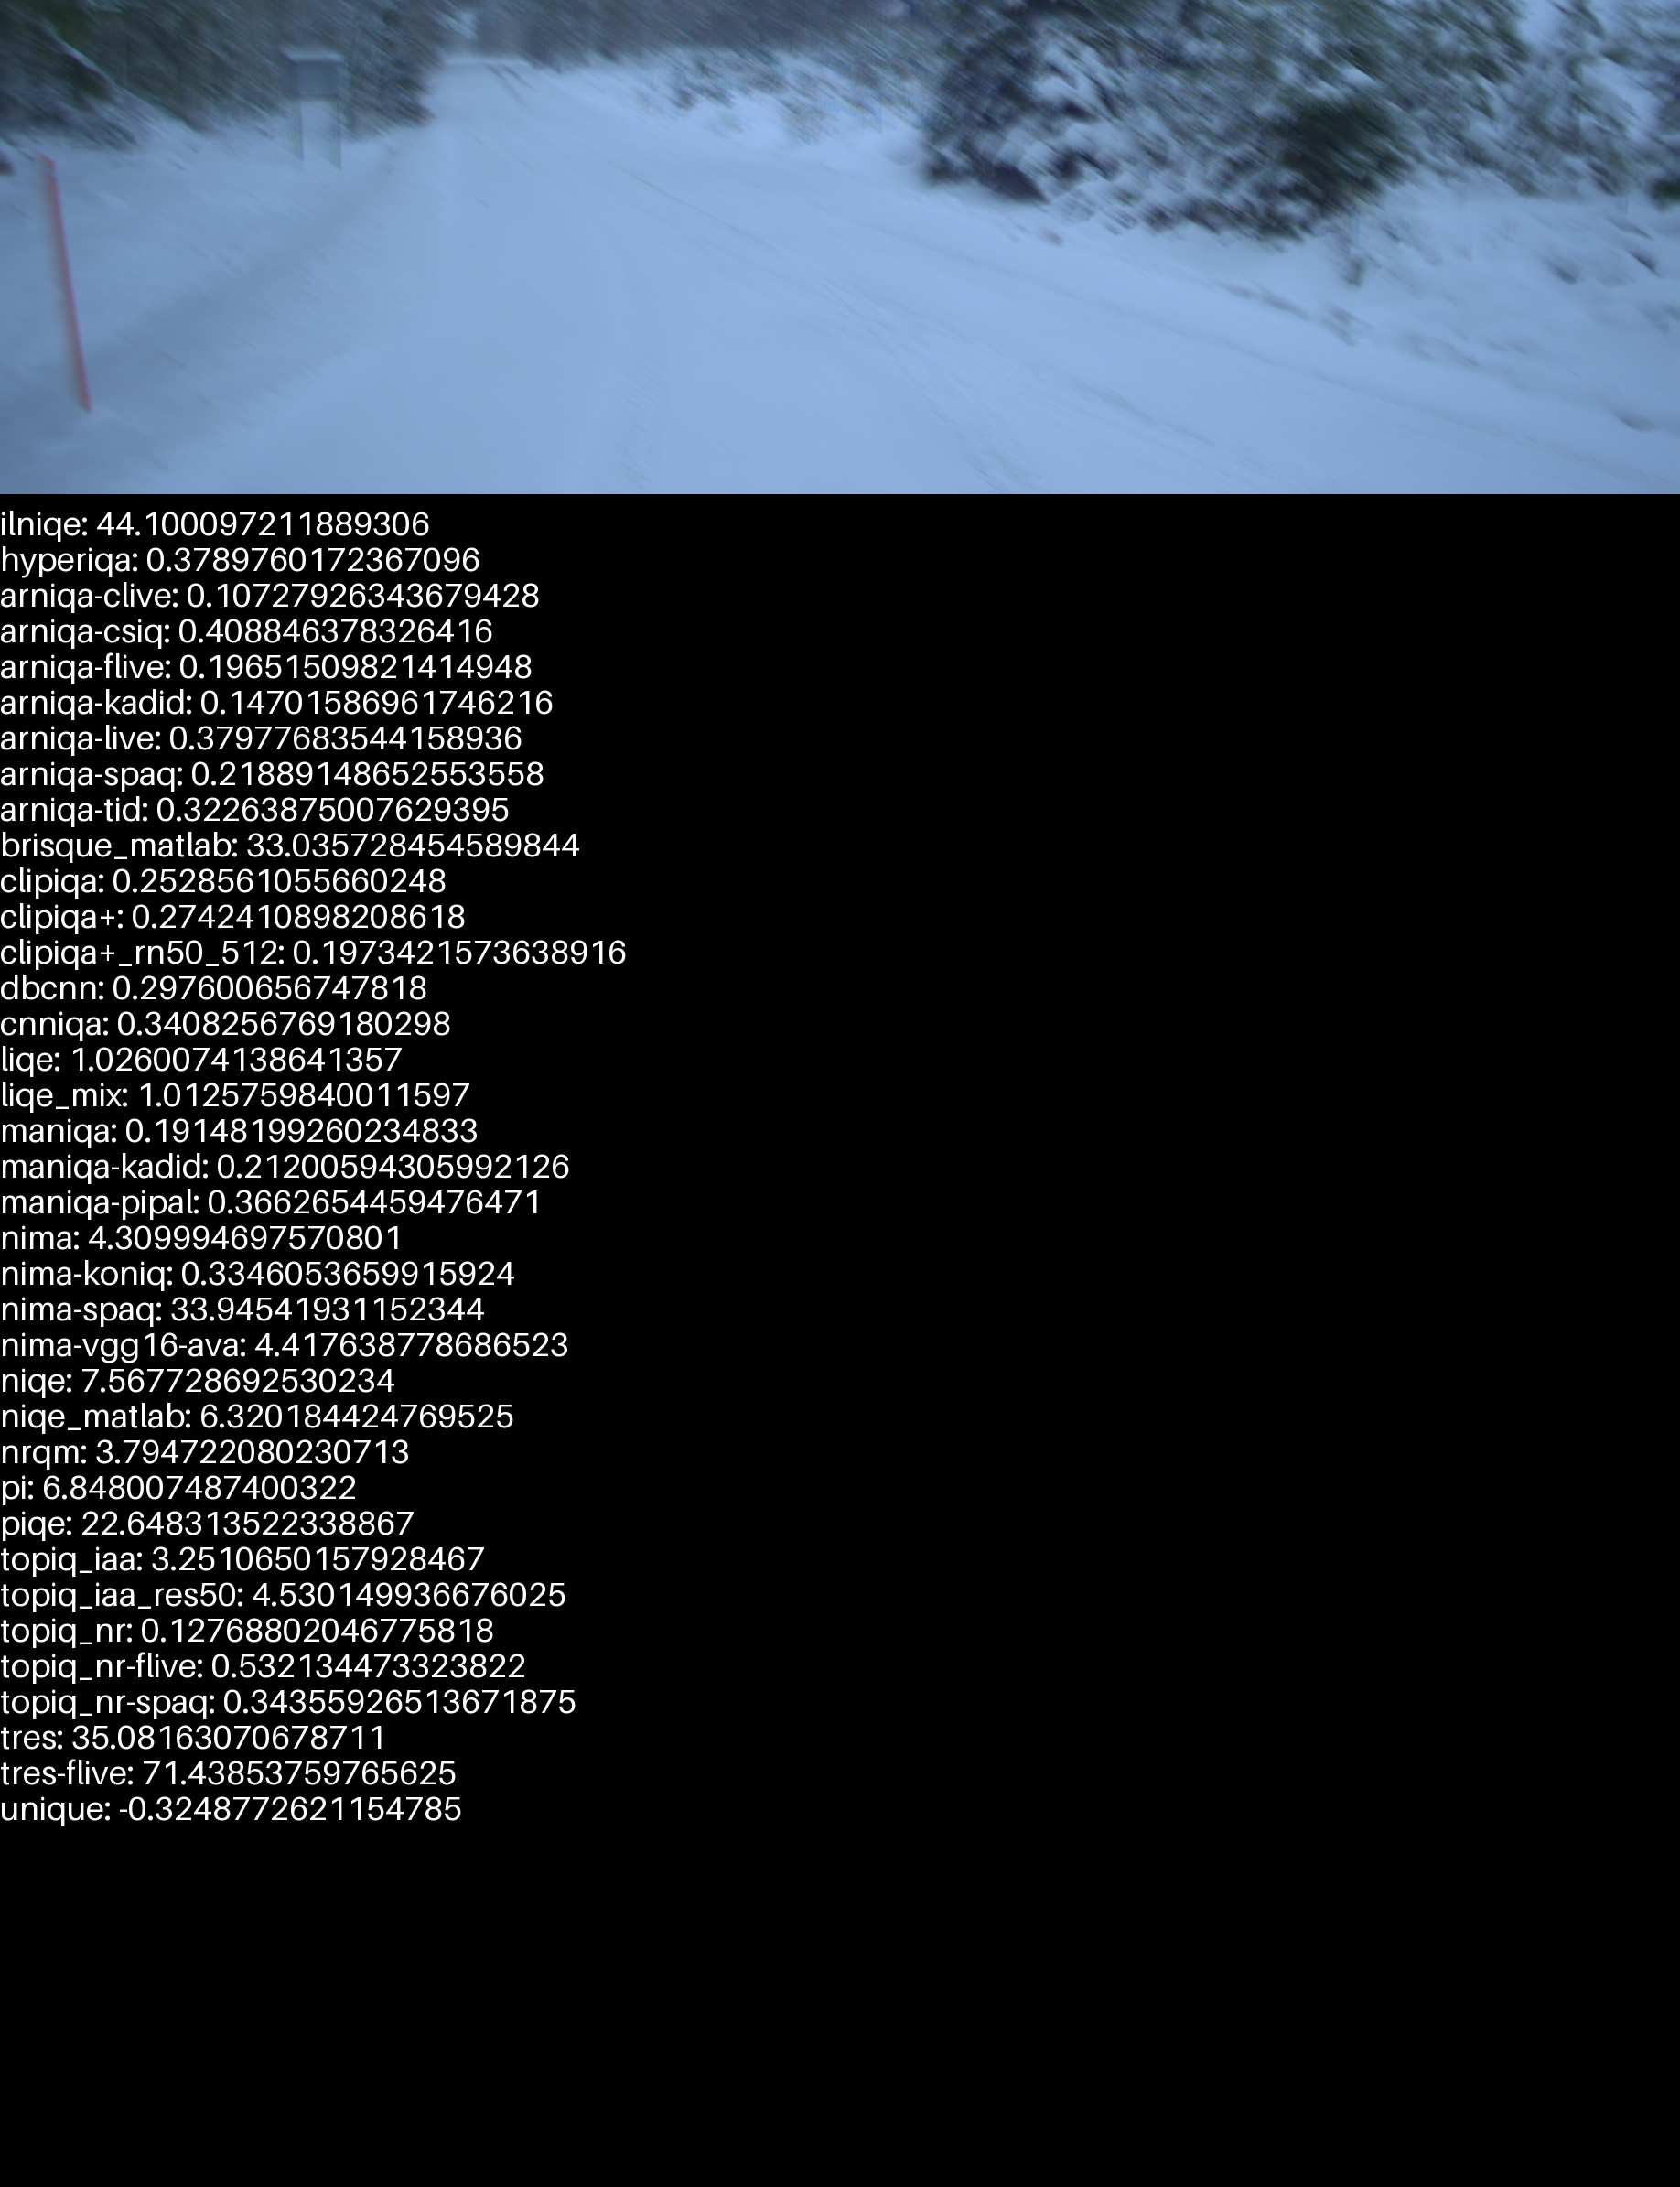 ilniqe: 44.100097211889306
hyperiqa: 0.3789760172367096
arniqa-clive: 0.10727926343679428
arniqa-csiq: 0.408846378326416
arniqa-flive: 0.19651509821414948
arniqa-kadid: 0.14701586961746216
arniqa-live: 0.37977683544158936
arniqa-spaq: 0.21889148652553558
arniqa-tid: 0.32263875007629395
brisque_matlab: 33.035728454589844
clipiqa: 0.2528561055660248
clipiqa+: 0.2742410898208618
clipiqa+_rn50_512: 0.1973421573638916
dbcnn: 0.297600656747818
cnniqa: 0.3408256769180298
liqe: 1.0260074138641357
liqe_mix: 1.0125759840011597
maniqa: 0.19148199260234833
maniqa-kadid: 0.21200594305992126
maniqa-pipal: 0.3662654459476471
nima: 4.309994697570801
nima-koniq: 0.3346053659915924
nima-spaq: 33.94541931152344
nima-vgg16-ava: 4.417638778686523
niqe: 7.567728692530234
niqe_matlab: 6.320184424769525
nrqm: 3.794722080230713
pi: 6.848007487400322
piqe: 22.648313522338867
topiq_iaa: 3.2510650157928467
topiq_iaa_res50: 4.530149936676025
topiq_nr: 0.12768802046775818
topiq_nr-flive: 0.532134473323822
topiq_nr-spaq: 0.34355926513671875
tres: 35.08163070678711
tres-flive: 71.43853759765625
unique: -0.3248772621154785